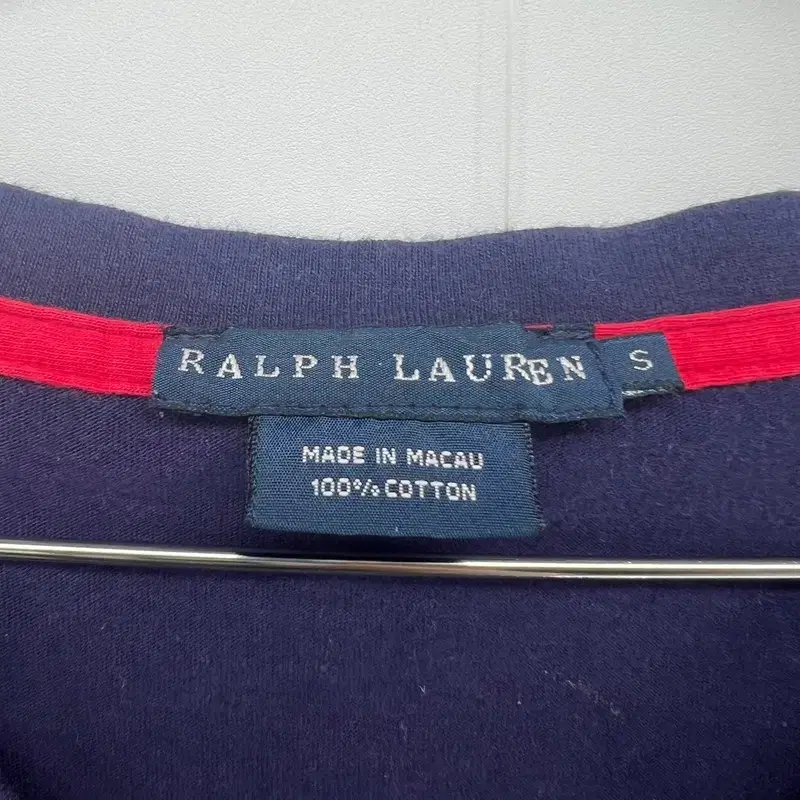 RALPH LAUREN
S
MADE IN MACAU
100% COTTON